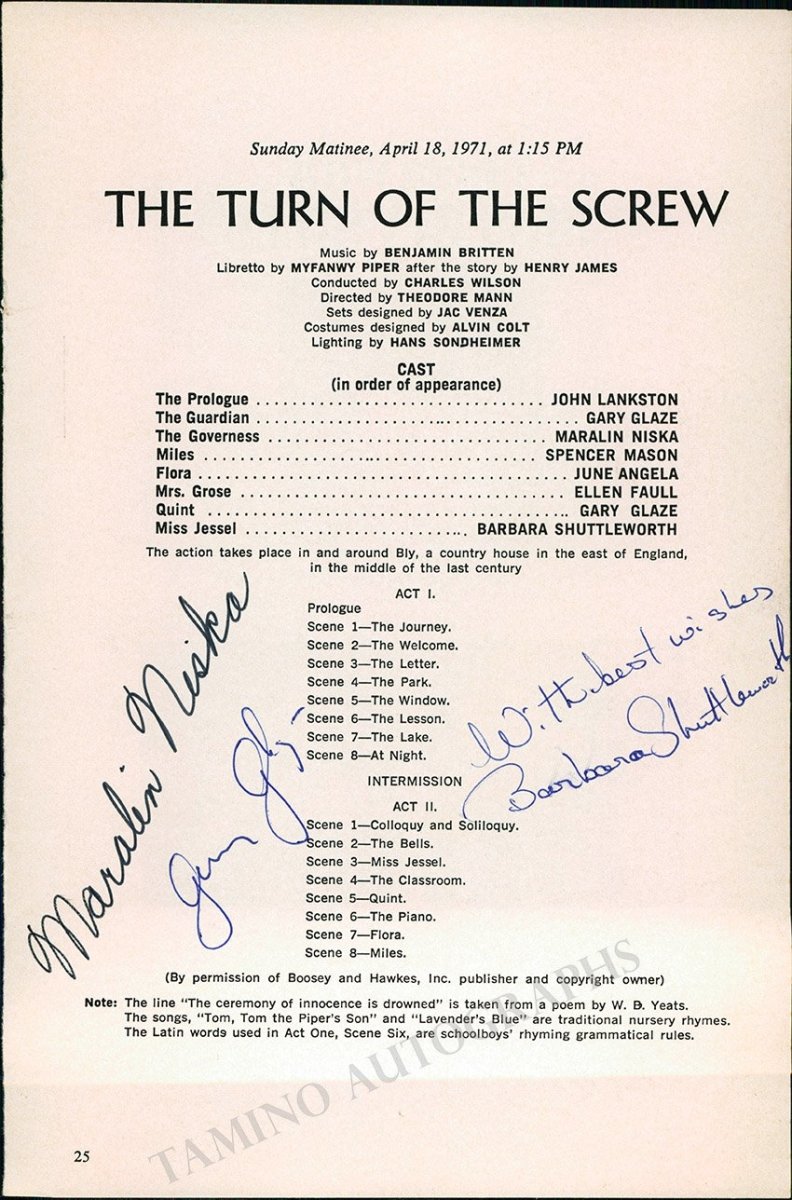 Sunday Matinee, April 18, 1971, at 1:15 PM
THE TURN OF THE SCREW
Music by BENJAMIN BRITTEN
Libretto by MYFANWY PIPER after the story by HENRY JAMES
Conducted by CHARLES WILSON
Directed by THEODORE MANN
Sets designed by JAC VENZA
Costumes designed by ALVIN COLT
Lighting by HANS SONDHEIMER
CAST
(in order of appearance)
The Prologue ................................ JOHN LANKSTON
The Guardian .................................... GARY GLAZE
The Governess ............................... MARALIN NISKA
Miles ...................................... SPENCER MASON
Flora ......................................... JUNE ANGELA
Mrs. Grose .................................... ELLEN FAULL
Quint .......................................... GARY GLAZE
Miss Jessel ......................... BARBARA SHUTTLEWORTH
The action takes place in and around Bly, a country house in the east of England,
in the middle of the last century
ACT I.
Prologue
Scene 1—The Journey.
Scene 2—The Welcome.
Scene 3—The Letter.
Scene 4—The Park.
Scene 5—The Window.
Scene 6—The Lesson.
Scene 7—The Lake.
Scene 8—At Night.
INTERMISSION
ACT II.
Scene 1—Colloquy and Soliloquy.
Scene 2—The Bells.
Scene 3—Miss Jessel.
Scene 4—The Classroom.
Scene 5—Quint.
Scene 6—The Piano.
Scene 7—Flora.
Scene 8—Miles.
Maralin Niska
With best wishes
Barbara Shuttleworth
(By permission of Boosey and Hawkes, Inc. publisher and copyright owner)
Note: The line "The ceremony of innocence is drowned" is taken from a poem by W. B. Yeats.
The songs, "Tom, Tom the Piper's Son" and "Lavender's Blue" are traditional nursery rhymes.
The Latin words used in Act One, Scene Six, are schoolboys' rhyming grammatical rules.
TAMINO AUTOGRAPHS
25